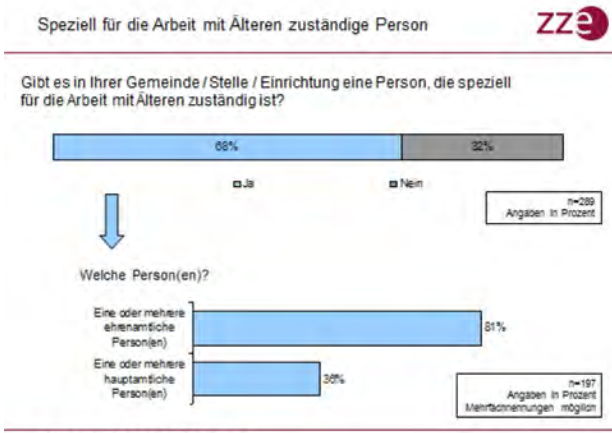 Speziell für die Arbeit mit Älteren zuständige Person
zze
Gibt es in Ihrer Gemeinde / Stelle / Einrichtung eine Person, die speziell
für die Arbeit mit Älteren zuständig ist?
68% 32%
Ja Nein
n=289
Angaben in Prozent
Welche Person(en)?
Eine oder mehrere
ehrenamtliche
Person(en)
81%
Eine oder mehrere
hauptamtliche
Person(en)
36%
n=197
Angaben in Prozent
Mehrfachnennungen möglich